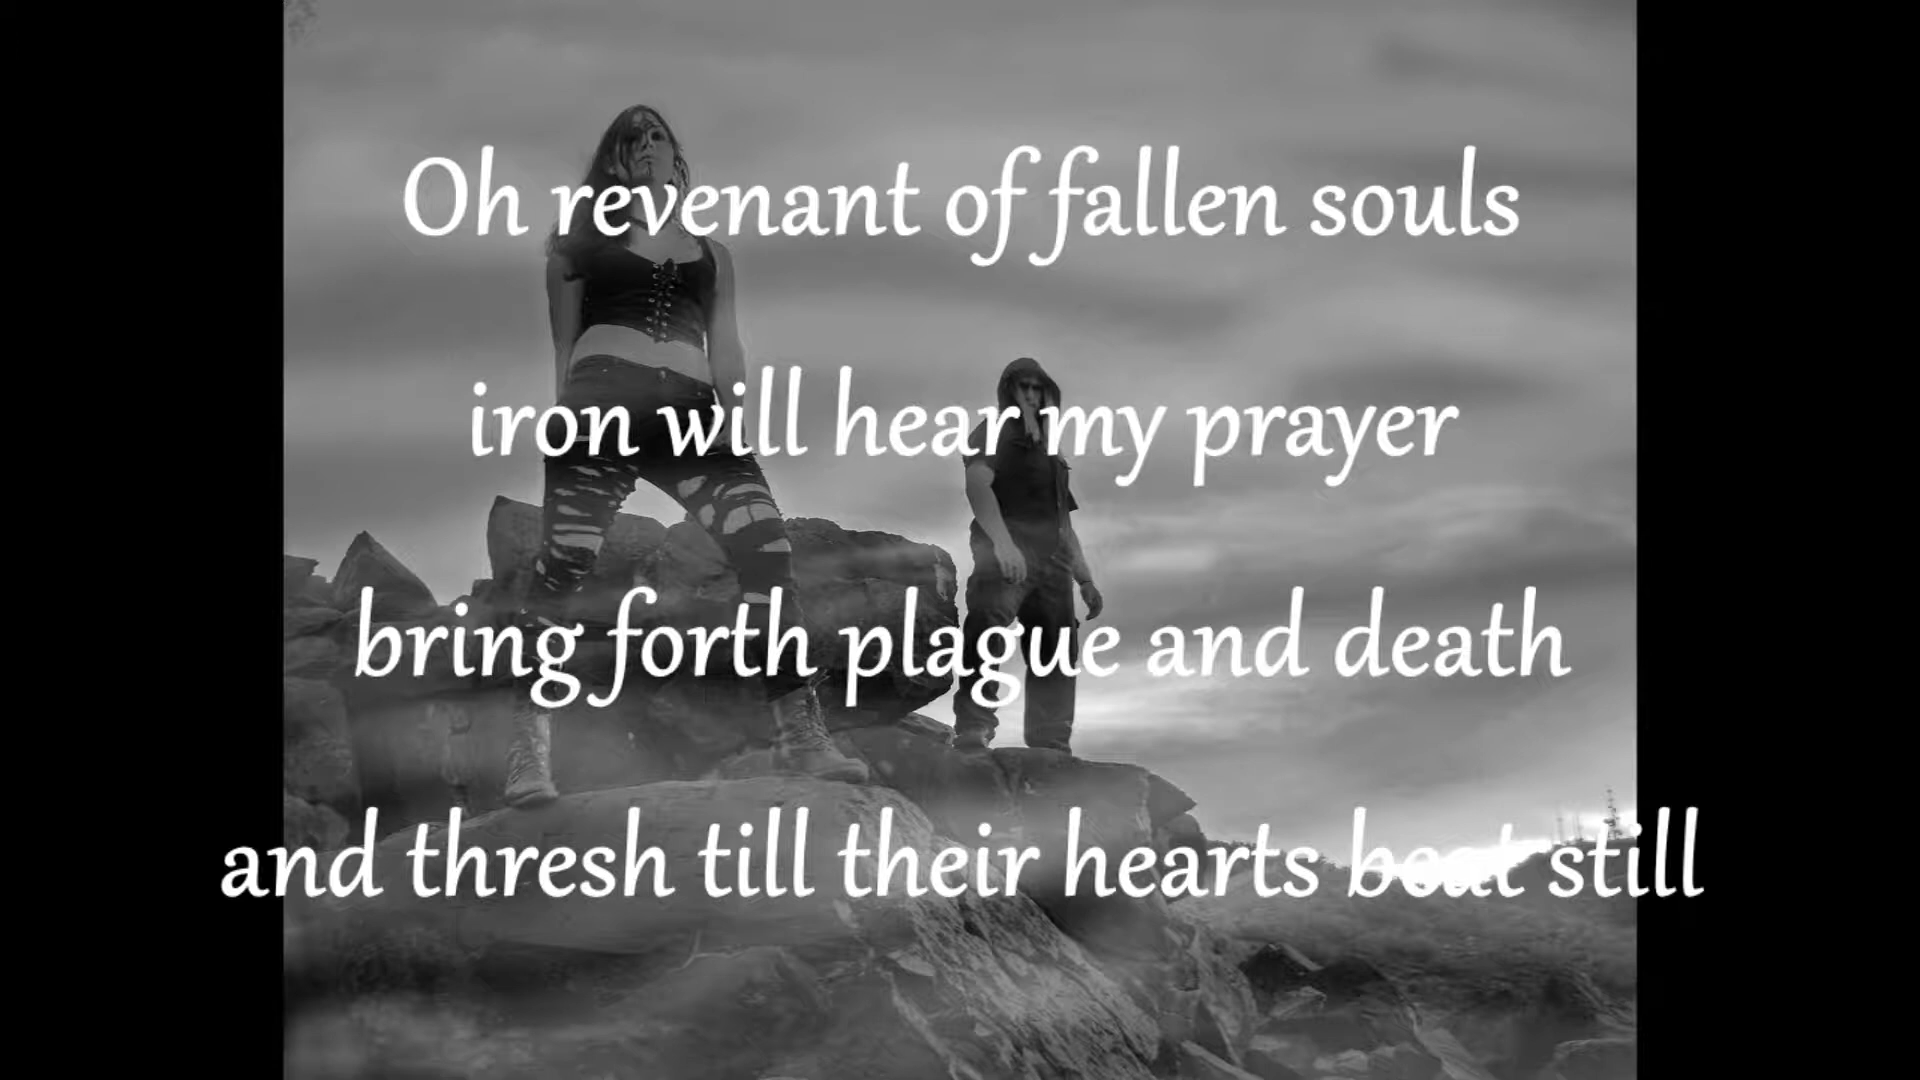 Oh revenant of fallen souls
iron will hear my prayer
bring forth plague and death
and thresh till their hearts beat still